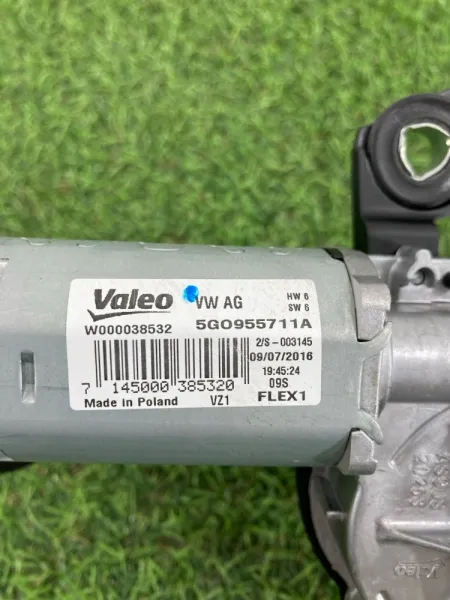 Valeo VW AG HW 6
SW 6
W000038532 5G0955711A
2/S-003145
09/07/2016
19:45:24
7 145000 385320 09S
Made in Poland VZ1 FLEX1
Valeo